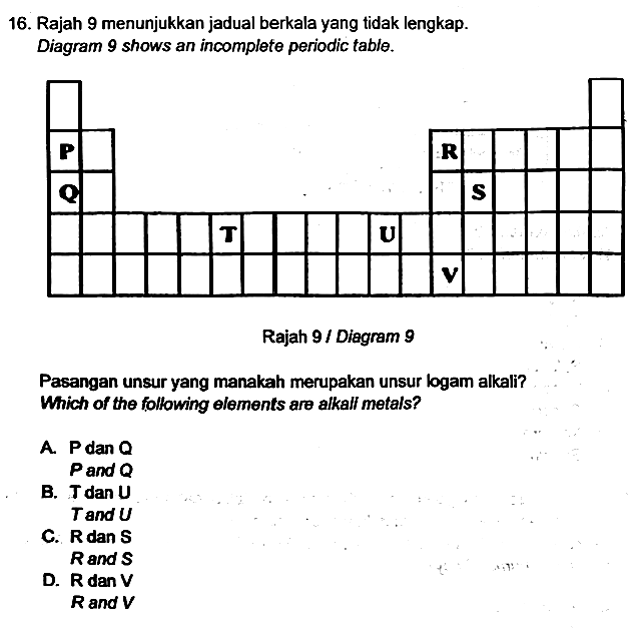 16. Rajah 9 menunjukkan jadual berkala yang tidak lengkap.
Diagram 9 shows an incomplete periodic table.
P
R
Q
S
T
U
V
Rajah 9 / Diagram 9
Pasangan unsur yang manakah merupakan unsur logam alkali?
Which of the following elements are alkali metals?
A. P dan Q
P and Q
B. T dan U
T and U
C. R dan S
R and S
D. R dan V
R and V